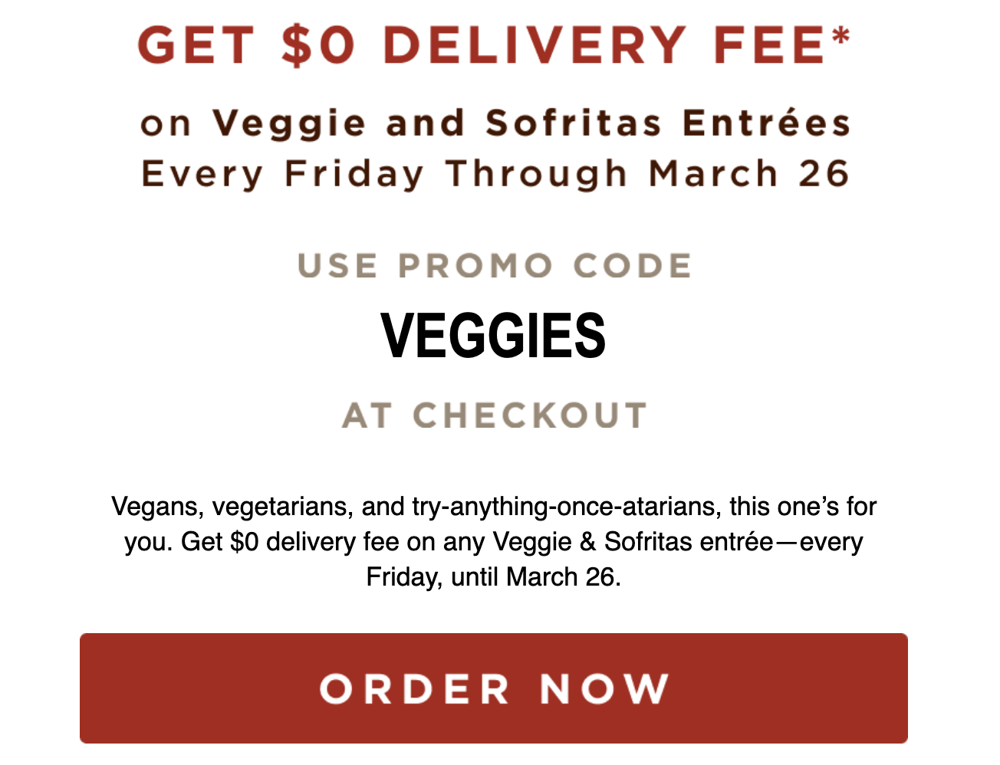 GET $0 DELIVERY FEE*
on Veggie and Sofritas Entrées
Every Friday Through March 26
USE PROMO CODE
VEGGIES
AT CHECKOUT
Vegans, vegetarians, and try-anything-once-atarians, this one’s for
you. Get $0 delivery fee on any Veggie & Sofritas entrée—every
Friday, until March 26.
ORDER NOW